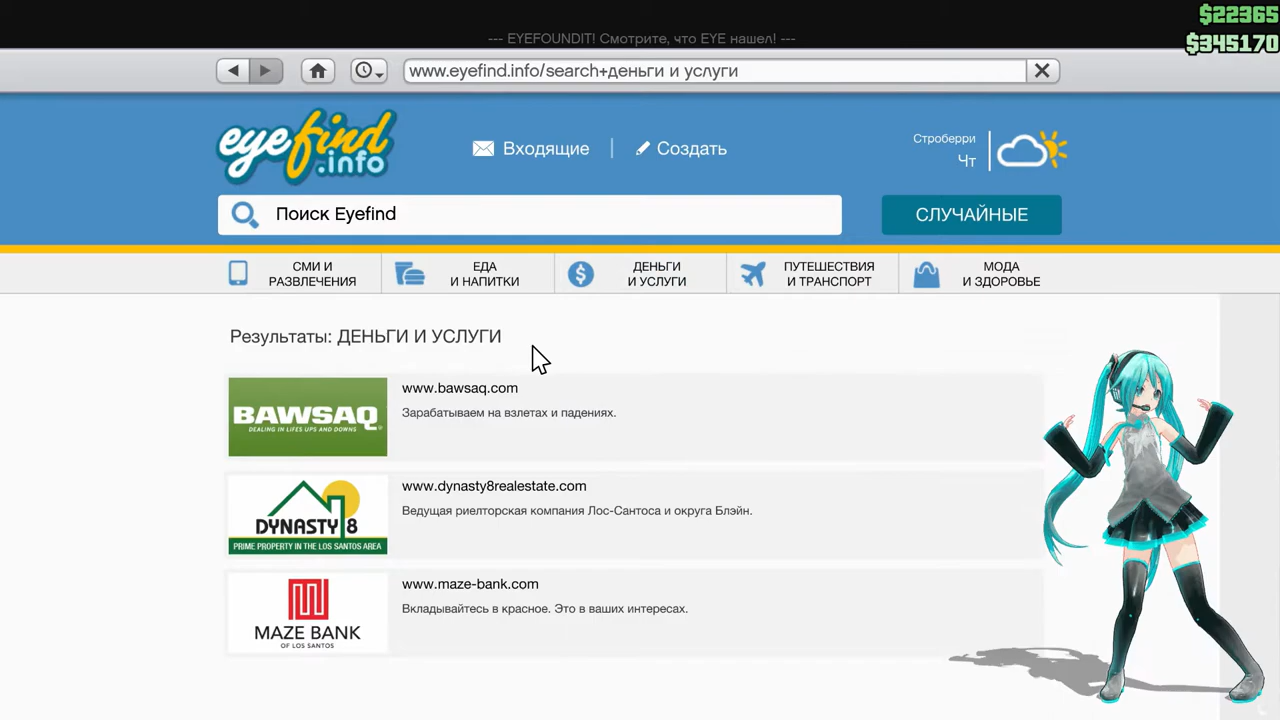 $22365
--- EYEFOUNDIT! Смотрите, что EYE нашел! ---
$345170
www.eyefind.info/search+деньги и услуги
eyefind.info
Входящие
Создать
Строберри
Чт
Поиск Eyefind
СЛУЧАЙНЫЕ
СМИ И РАЗВЛЕЧЕНИЯ
ЕДА И НАПИТКИ
ДЕНЬГИ И УСЛУГИ
ПУТЕШЕСТВИЯ И ТРАНСПОРТ
МОДА И ЗДОРОВЬЕ
Результаты: ДЕНЬГИ И УСЛУГИ
BAWSAQ
DEALING IN LIFES UPS AND DOWNS
www.bawsaq.com
Зарабатываем на взлетах и падениях.
DYNASTY 8
PRIME PROPERTY IN THE LOS SANTOS AREA
www.dynasty8realestate.com
Ведущая риелторская компания Лос-Сантоса и округа Блэйн.
MAZE BANK
OF LOS SANTOS
www.maze-bank.com
Вкладывайтесь в красное. Это в ваших интересах.